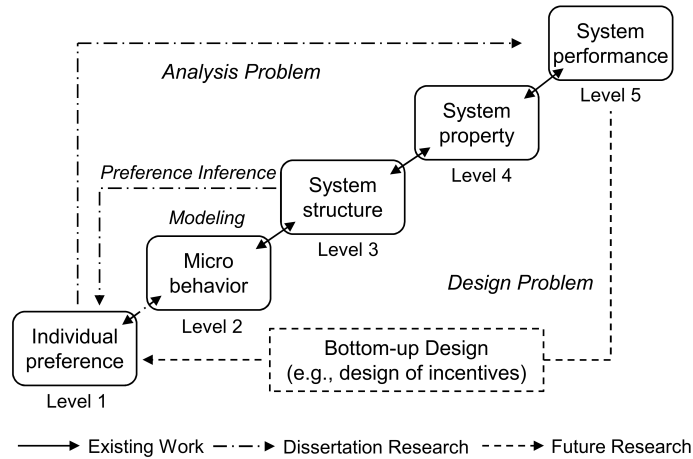 System
performance
Level 5
Analysis Problem
System
property
Level 4
Preference Inference
System
structure
Level 3
Modeling
Micro
behavior
Level 2
Design Problem
Individual
preference
Level 1
Bottom-up Design
(e.g., design of incentives)
Existing Work
Dissertation Research
Future Research